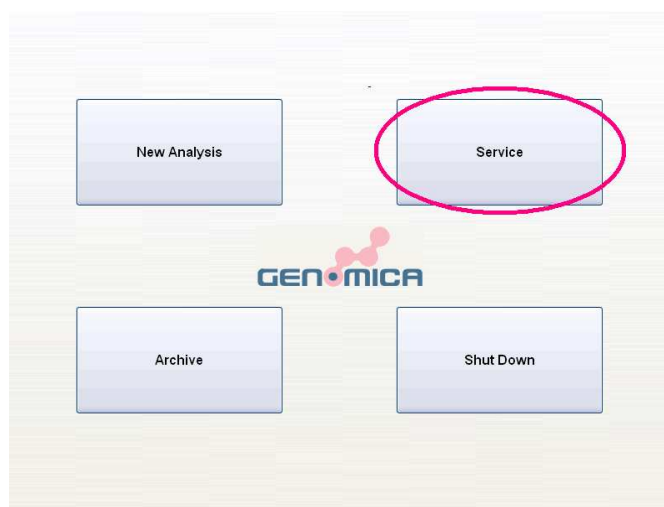 New Analysis
Service
GENOMICA
Archive
Shut Down